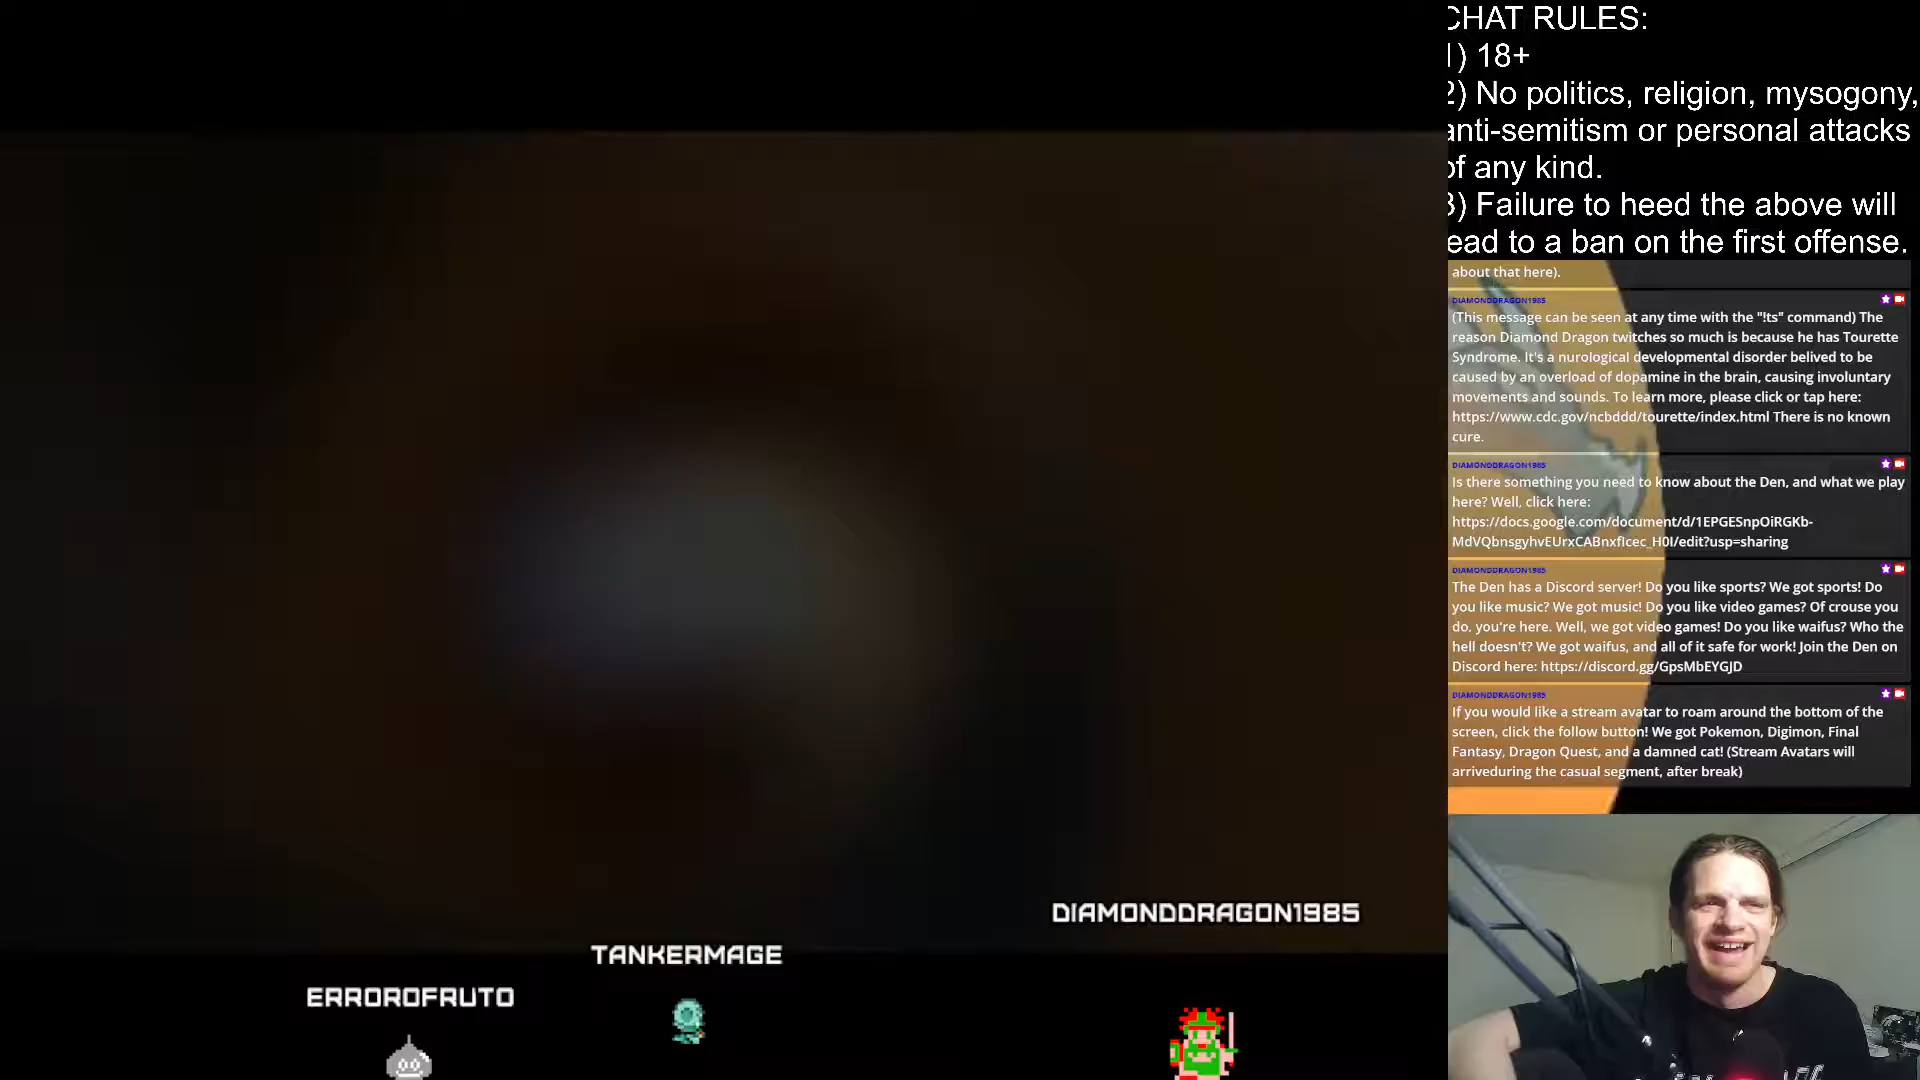 CHAT RULES:
1) 18+
2) No politics, religion, mysogony,
anti-semitism or personal attacks
of any kind.
3) Failure to heed the above will
ead to a ban on the first offense.
about that here).
DIAMONDDRAGON1985
(This message can be seen at any time with the "!ts" command) The
reason Diamond Dragon twitches so much is because he has Tourette
Syndrome. It's a nurological developmental disorder belived to be
caused by an overload of dopamine in the brain, causing involuntary
movements and sounds. To learn more, please click or tap here:
https://www.cdc.gov/ncbddd/tourette/index.html There is no known
cure.
DIAMONDDRAGON1985
Is there something you need to know about the Den, and what we play
here? Well, click here:
https://docs.google.com/document/d/1EPGESnpOiRGKb-
MdVQbnsgyhvEUrxCABnxfIcec_H0I/edit?usp=sharing
DIAMONDDRAGON1985
The Den has a Discord server! Do you like sports? We got sports! Do
you like music? We got music! Do you like video games? Of crouse you
do, you're here. Well, we got video games! Do you like waifus? Who the
hell doesn't? We got waifus, and all of it safe for work! Join the Den on
Discord here: https://discord.gg/GpsMbEYGJD
DIAMONDDRAGON1985
If you would like a stream avatar to roam around the bottom of the
screen, click the follow button! We got Pokemon, Digimon, Final
Fantasy, Dragon Quest, and a damned cat! (Stream Avatars will
arriveduring the casual segment, after break)
DIAMONDDRAGON1985
TANKERMAGE
ERROROFRUTO